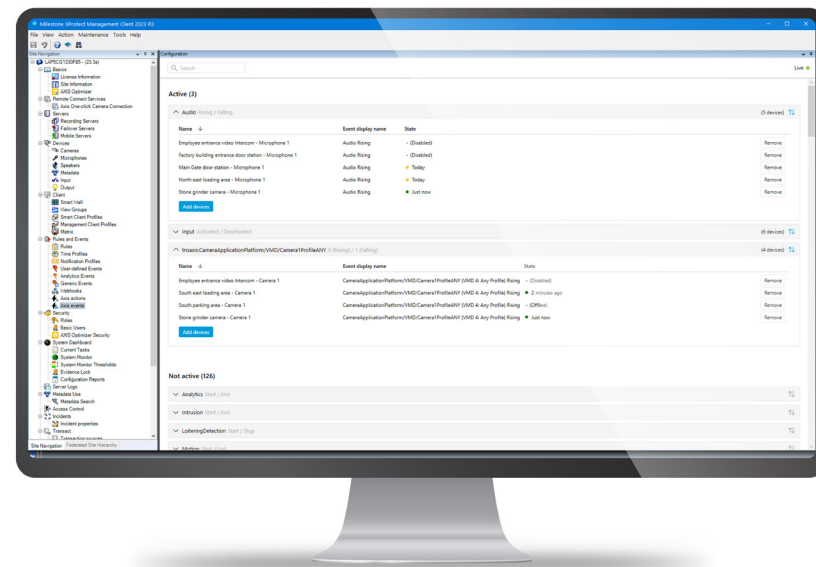 Milestone XProtect Management Client 2023 R3
File View Action Maintenance Tools Help
Site Navigation
Configuration
LAP5CG1330FB5 - (23.3a)
Basics
License Information
Site Information
AXIS Optimizer
Remote Connect Services
Axis One-click Camera Connection
Servers
Recording Servers
Failover Servers
Mobile Servers
Devices
Cameras
Microphones
Speakers
Metadata
Input
Output
Client
Smart Wall
View Groups
Smart Client Profiles
Management Client Profiles
Matrix
Rules and Events
Rules
Time Profiles
Notification Profiles
User-defined Events
Analytics Events
Generic Events
Webhooks
Axis actions
Axis events
Security
Roles
Basic Users
AXIS Optimizer Security
System Dashboard
Current Tasks
System Monitor
System Monitor Thresholds
Evidence Lock
Configuration Reports
Server Logs
Metadata Use
Metadata Search
Access Control
Incidents
Incident properties
Transact
Transaction sources
Site Navigation Federated Site Hierarchy
Search
Live
Active (3)
Audio Rising / Falling (5 devices)
Name Event display name State
Employee entrance video Intercom - Microphone 1 Audio Rising (Disabled) Remove
Factory building entrance door station - Microphone 1 Audio Rising (Disabled) Remove
Main Gate door station - Microphone 1 Audio Rising Today Remove
North east loading area - Microphone 1 Audio Rising Today Remove
Stone grinder camera - Microphone 1 Audio Rising Just now Remove
Add devices
Input Activated / Deactivated (6 devices)
tnsaxis:CameraApplicationPlatform/VMD/Camera1ProfileANY 0 (Rising) / 1 (Falling) (4 devices)
Name Event display name State
Employee entrance video Intercom - Camera 1 CameraApplicationPlatform/VMD/Camera1ProfileANY (VMD 4: Any Profile) Rising (Disabled) Remove
South east loading area - Camera 1 CameraApplicationPlatform/VMD/Camera1ProfileANY (VMD 4: Any Profile) Rising 2 minutes ago Remove
South parking area - Camera 1 CameraApplicationPlatform/VMD/Camera1ProfileANY (VMD 4: Any Profile) Rising (Offline) Remove
Stone grinder camera - Camera 1 CameraApplicationPlatform/VMD/Camera1ProfileANY (VMD 4: Any Profile) Rising Just now Remove
Add devices
Not active (126)
Analytics Start / End
Intrusion Start / End
LoiteringDetection Start / Stop
Motion Start / End